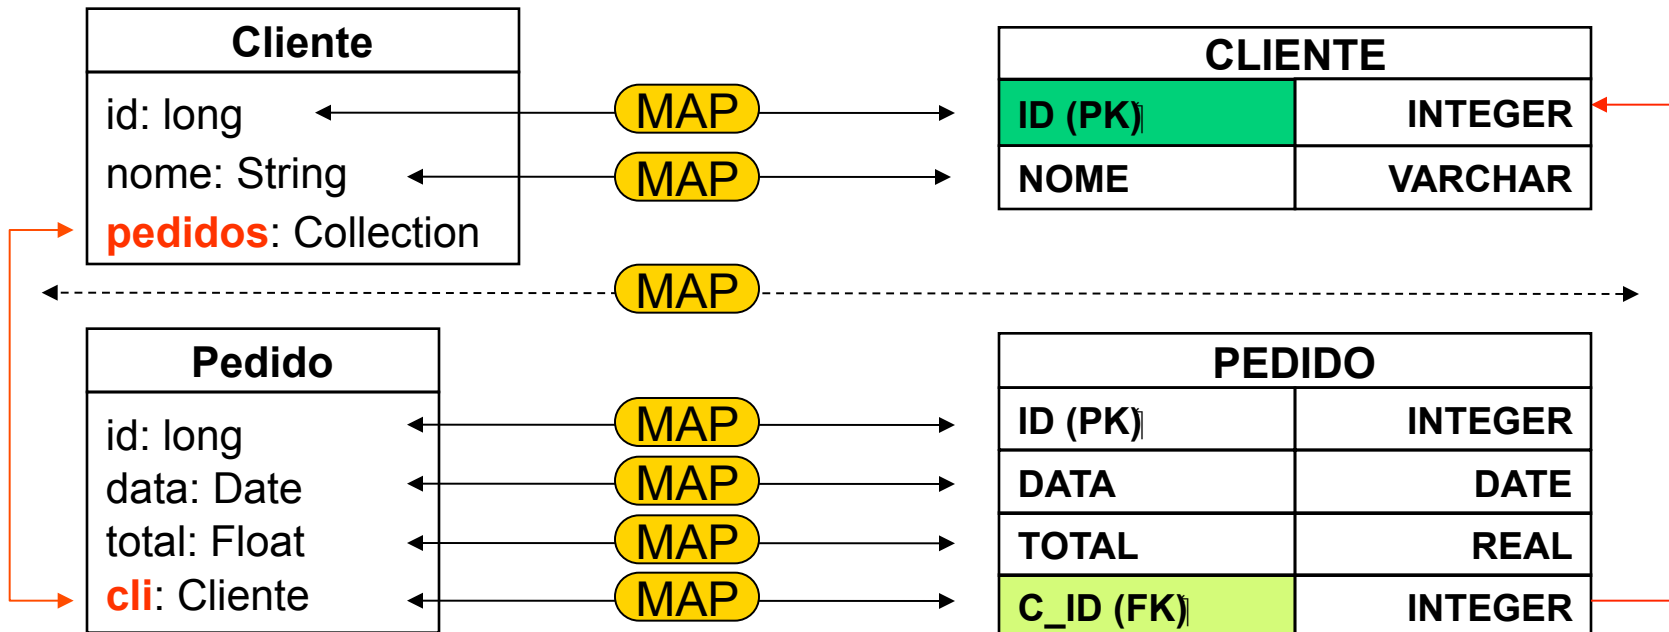 Cliente
id: long
nome: String
pedidos: Collection
MAP
MAP
CLIENTE
ID (PK) INTEGER
NOME VARCHAR
MAP
Pedido
id: long
data: Date
total: Float
cli: Cliente
MAP
MAP
MAP
MAP
PEDIDO
ID (PK) INTEGER
DATA DATE
TOTAL REAL
C_ID (FK) INTEGER